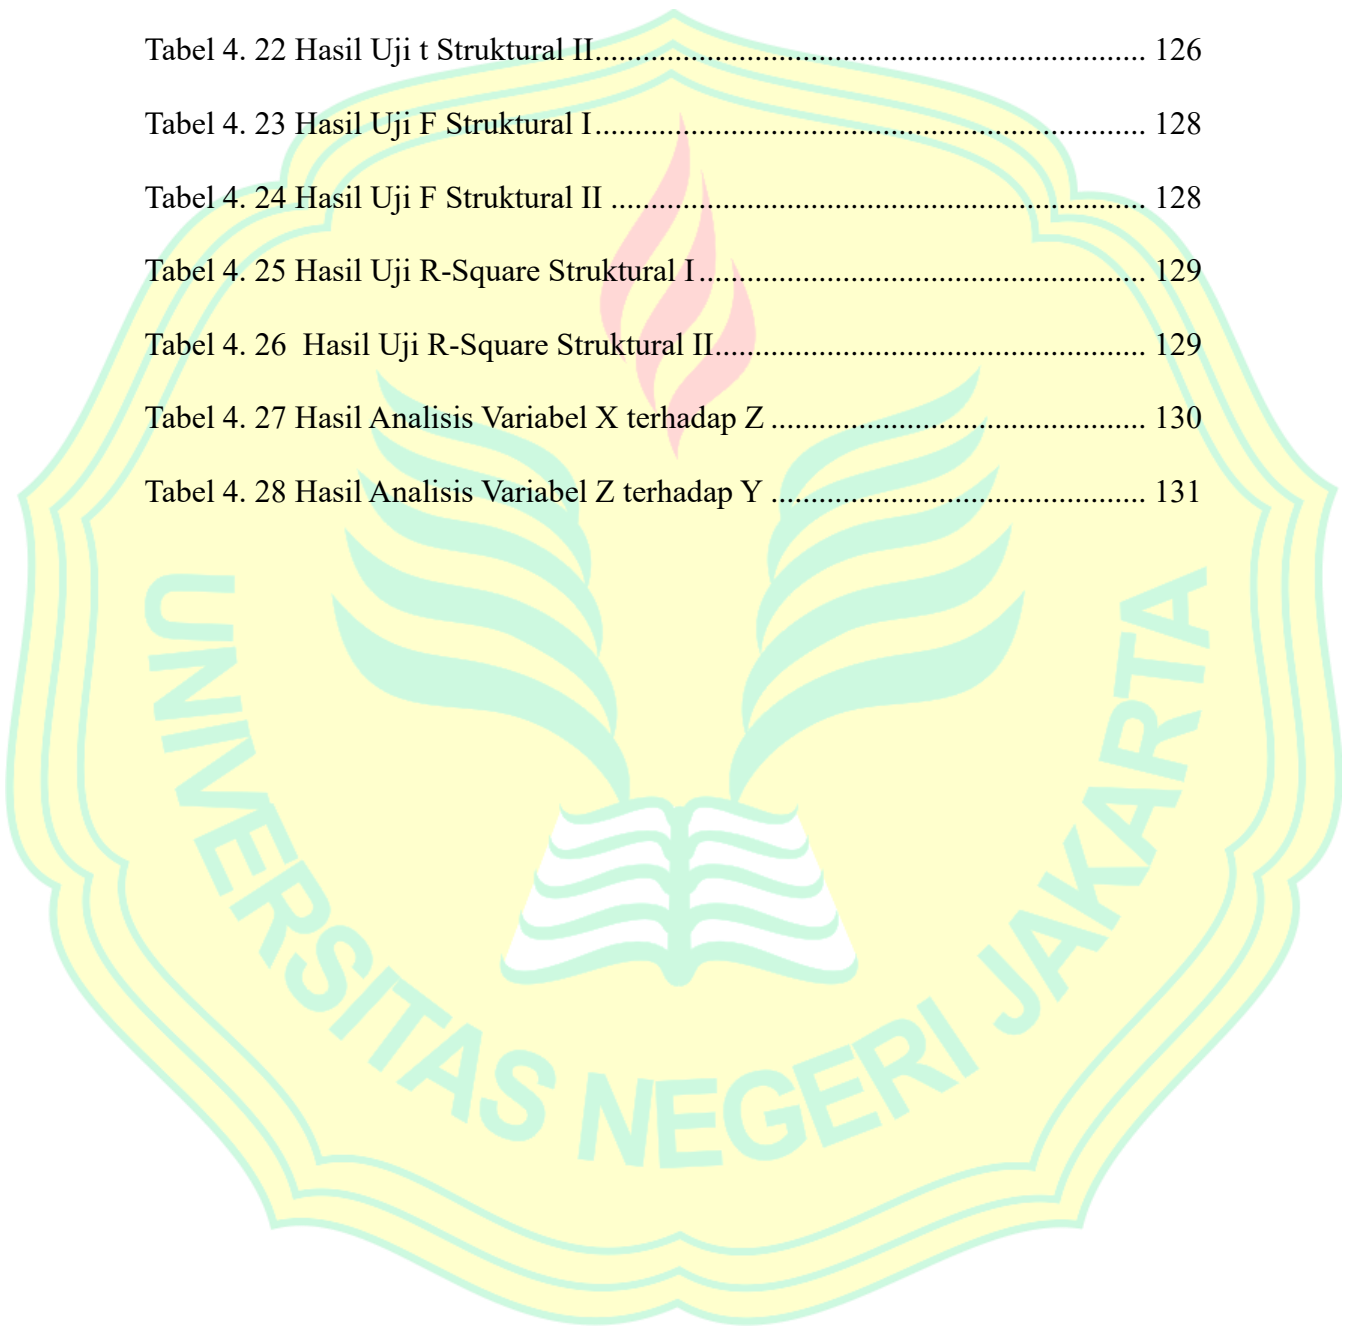 Tabel 4. 22 Hasil Uji t Struktural II...................................................................... 126
Tabel 4. 23 Hasil Uji F Struktural I...................................................................... 128
Tabel 4. 24 Hasil Uji F Struktural II .................................................................... 128
Tabel 4. 25 Hasil Uji R-Square Struktural I......................................................... 129
Tabel 4. 26  Hasil Uji R-Square Struktural II....................................................... 129
Tabel 4. 27 Hasil Analisis Variabel X terhadap Z ................................................ 130
Tabel 4. 28 Hasil Analisis Variabel Z terhadap Y ................................................ 131
UNIVERSITAS NEGERI JAKARTA